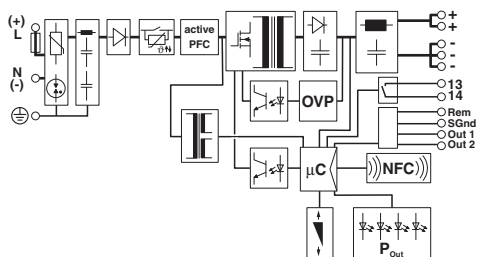 (+)
L
N
(-)
ϑ
active
PFC
OVP
µC
NFC
P Out
+
+
-
-
-
13
14
Rem
SGnd
Out 1
Out 2